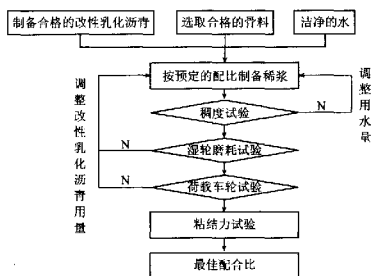 制备合格的改性乳化沥青
选取合格的骨料
洁净的水
按预定的配比制备稀浆
稠度试验
N
调整用水量
湿轮磨耗试验
N
荷载车轮试验
N
调整改性乳化沥青用量
粘结力试验
最佳配合比